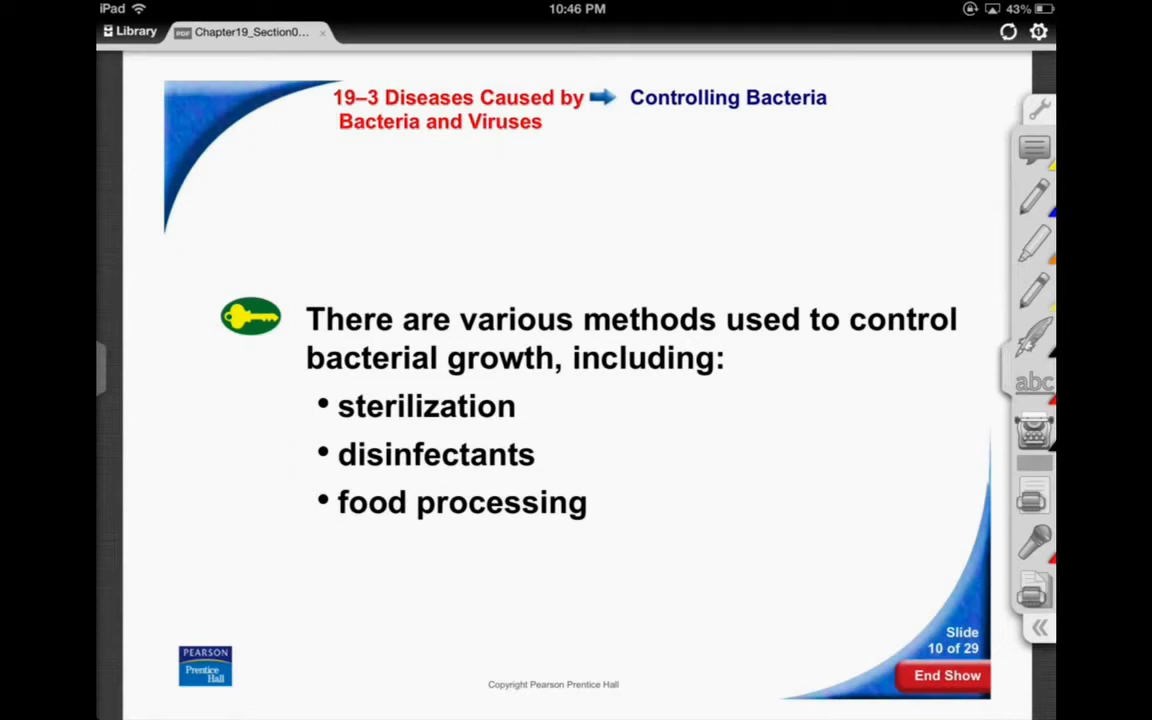 iPad
10:46 PM
43%
Library
PDF
Chapter19_Section0...
19–3 Diseases Caused by
Bacteria and Viruses
Controlling Bacteria
There are various methods used to control
bacterial growth, including:
• sterilization
• disinfectants
• food processing
abc
Slide
10 of 29
End Show
PEARSON
Prentice
Hall
Copyright Pearson Prentice Hall